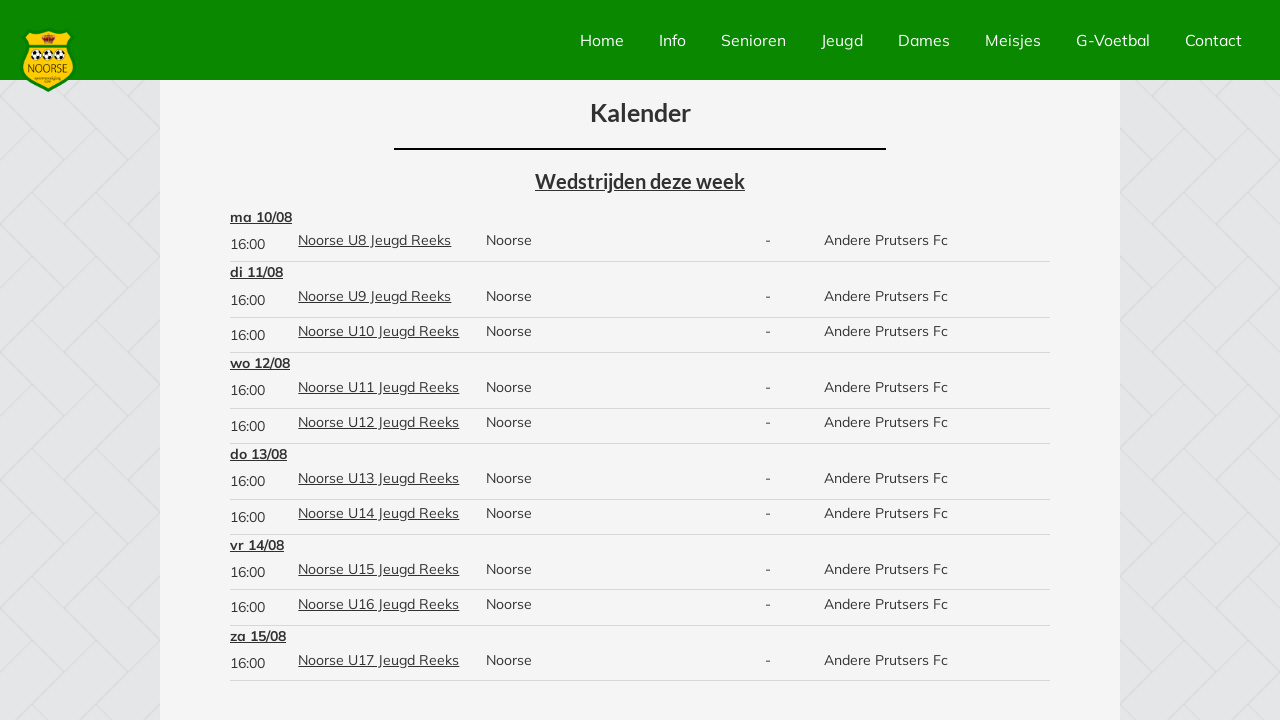 NOORSE
Home Info Senioren Jeugd Dames Meisjes G-Voetbal Contact
Kalender
Wedstrijden deze week
ma 10/08
16:00 Noorse U8 Jeugd Reeks Noorse - Andere Prutsers Fc
di 11/08
16:00 Noorse U9 Jeugd Reeks Noorse - Andere Prutsers Fc
16:00 Noorse U10 Jeugd Reeks Noorse - Andere Prutsers Fc
wo 12/08
16:00 Noorse U11 Jeugd Reeks Noorse - Andere Prutsers Fc
16:00 Noorse U12 Jeugd Reeks Noorse - Andere Prutsers Fc
do 13/08
16:00 Noorse U13 Jeugd Reeks Noorse - Andere Prutsers Fc
16:00 Noorse U14 Jeugd Reeks Noorse - Andere Prutsers Fc
vr 14/08
16:00 Noorse U15 Jeugd Reeks Noorse - Andere Prutsers Fc
16:00 Noorse U16 Jeugd Reeks Noorse - Andere Prutsers Fc
za 15/08
16:00 Noorse U17 Jeugd Reeks Noorse - Andere Prutsers Fc